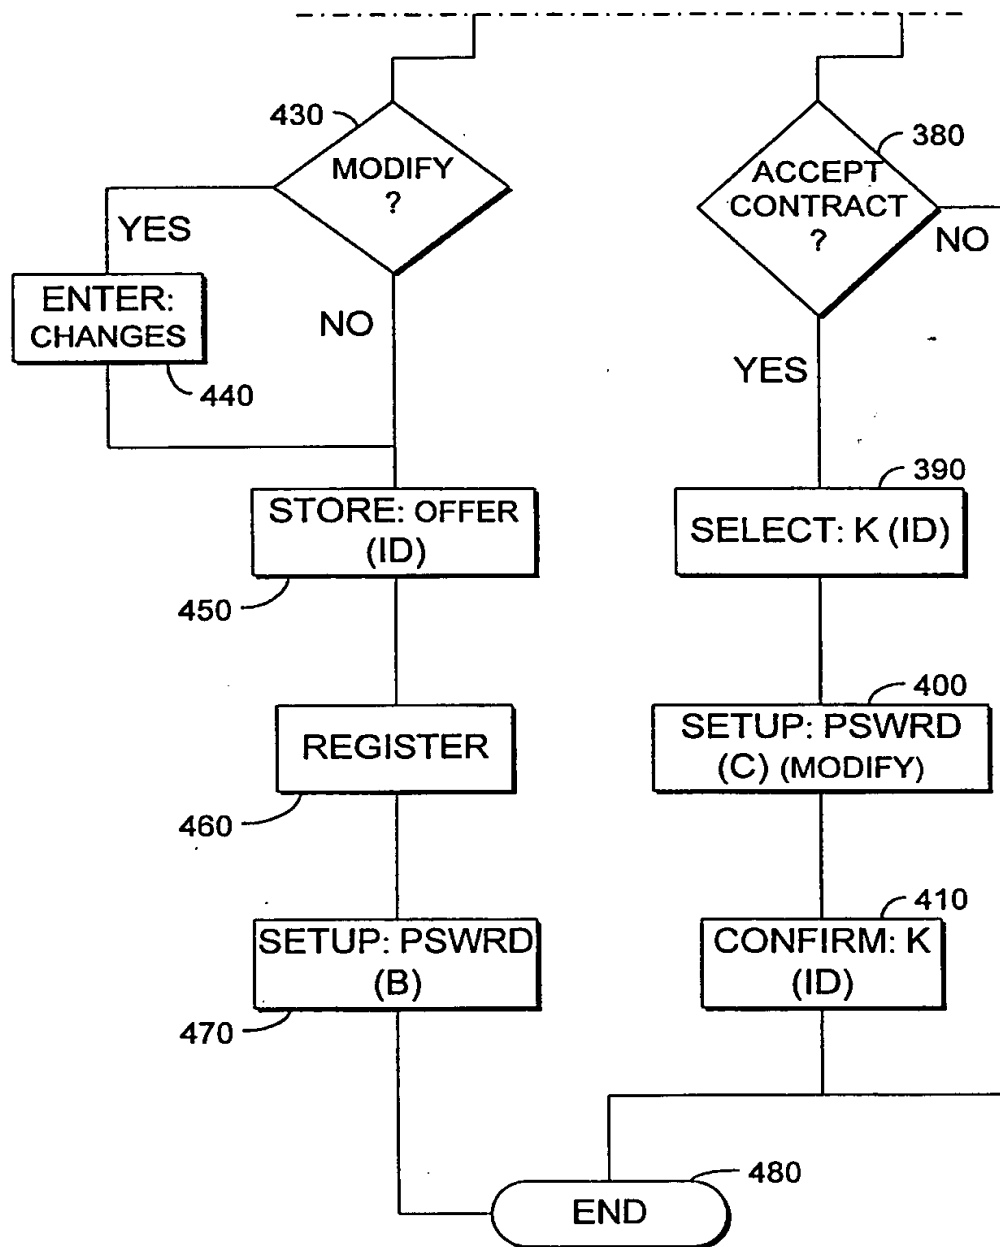 430
MODIFY
?
YES
NO
ENTER:
CHANGES
440
STORE: OFFER
(ID)
450
REGISTER
460
SETUP: PSWRD
(B)
470
380
ACCEPT
CONTRACT
?
NO
YES
390
SELECT: K (ID)
400
SETUP: PSWRD
(C) (MODIFY)
410
CONFIRM: K
(ID)
480
END